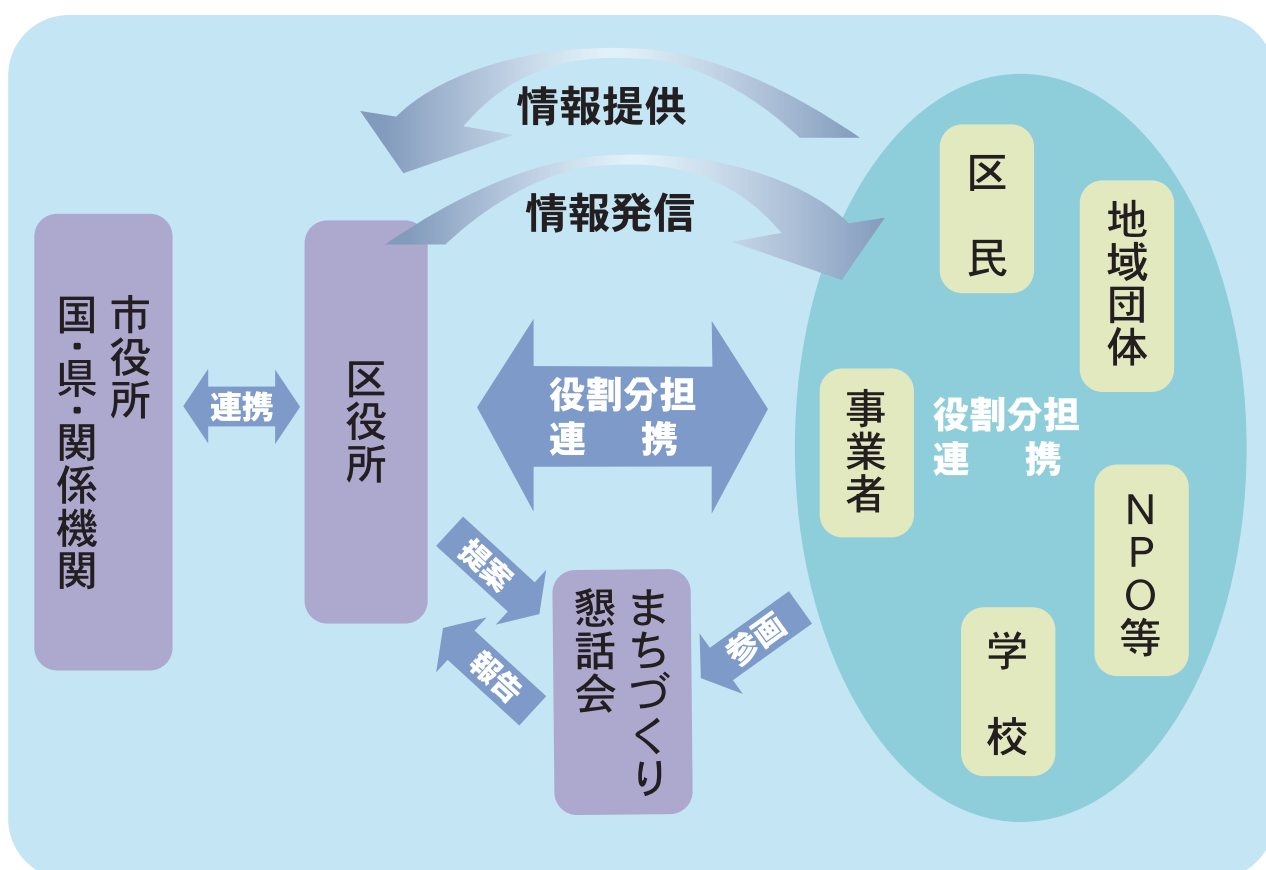 情報提供
情報発信
市役所
国・県・関係機関
連携
区役所
役割分担
連携
提案
報告
まちづくり
懇話会
参画
区民
地域団体
事業者
役割分担
連携
NPO等
学校